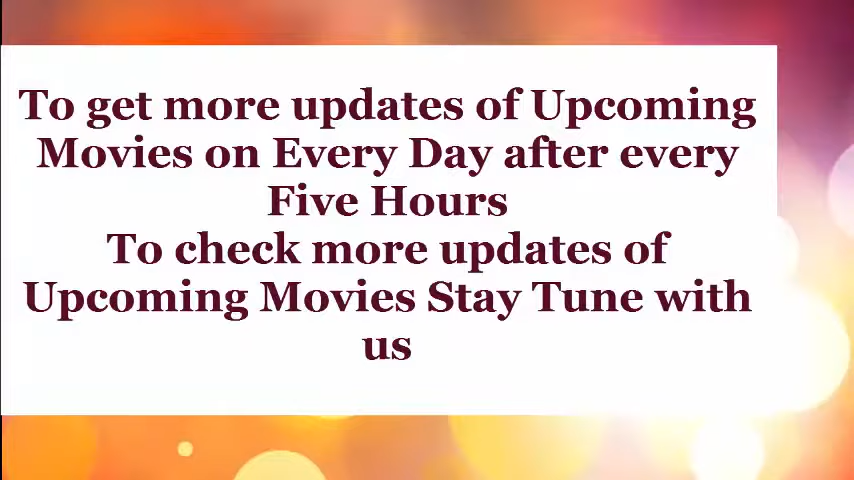 To get more updates of Upcoming
Movies on Every Day after every
Five Hours
To check more updates of
Upcoming Movies Stay Tune with
us